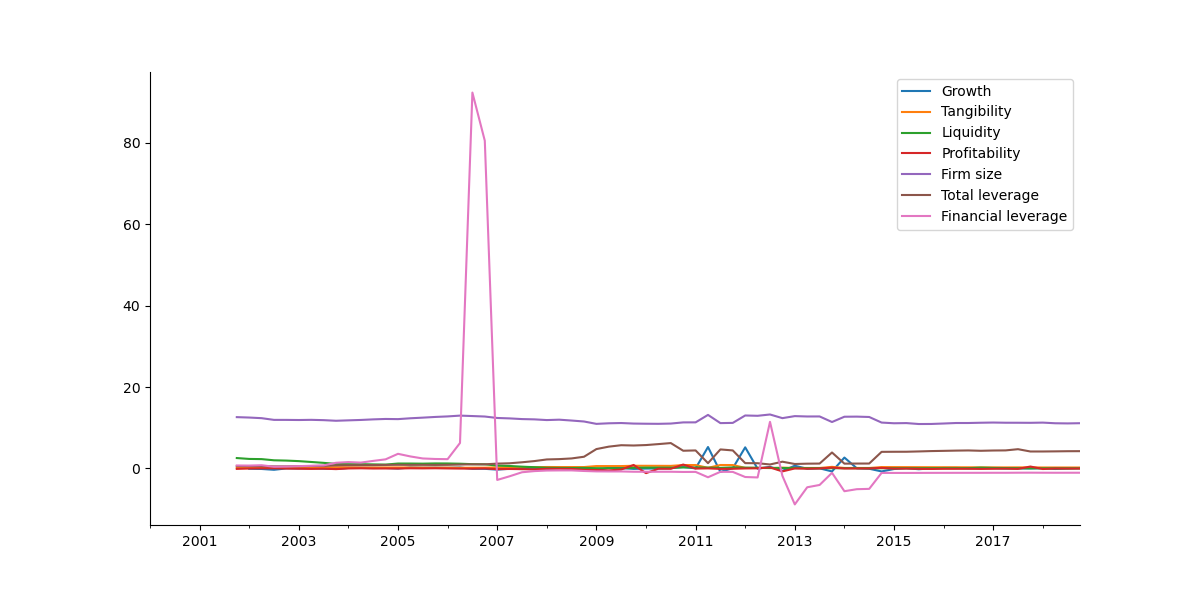 Growth
Tangibility
Liquidity
Profitability
Firm size
Total leverage
Financial leverage
80
60
40
20
0
2001 2003 2005 2007 2009 2011 2013 2015 2017